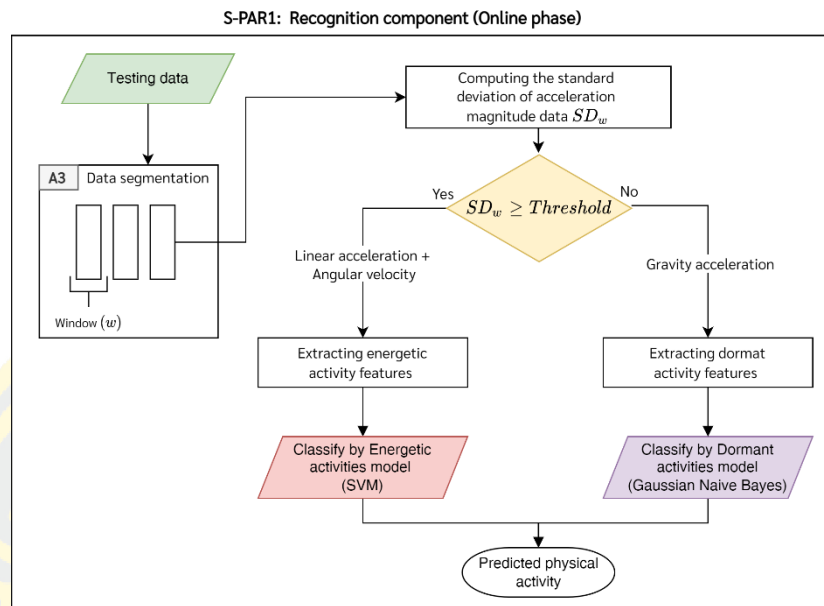 S-PAR1: Recognition component (Online phase)
Testing data
A3
Data segmentation
Window (w)
Computing the standard
deviation of acceleration
magnitude data SD_w
Yes
SD_w ≥ Threshold
No
Linear acceleration +
Angular velocity
Gravity acceleration
Extracting energetic
activity features
Extracting dormat
activity features
Classify by Energetic
activities model
(SVM)
Classify by Dormant
activities model
(Gaussian Naive Bayes)
Predicted physical
activity